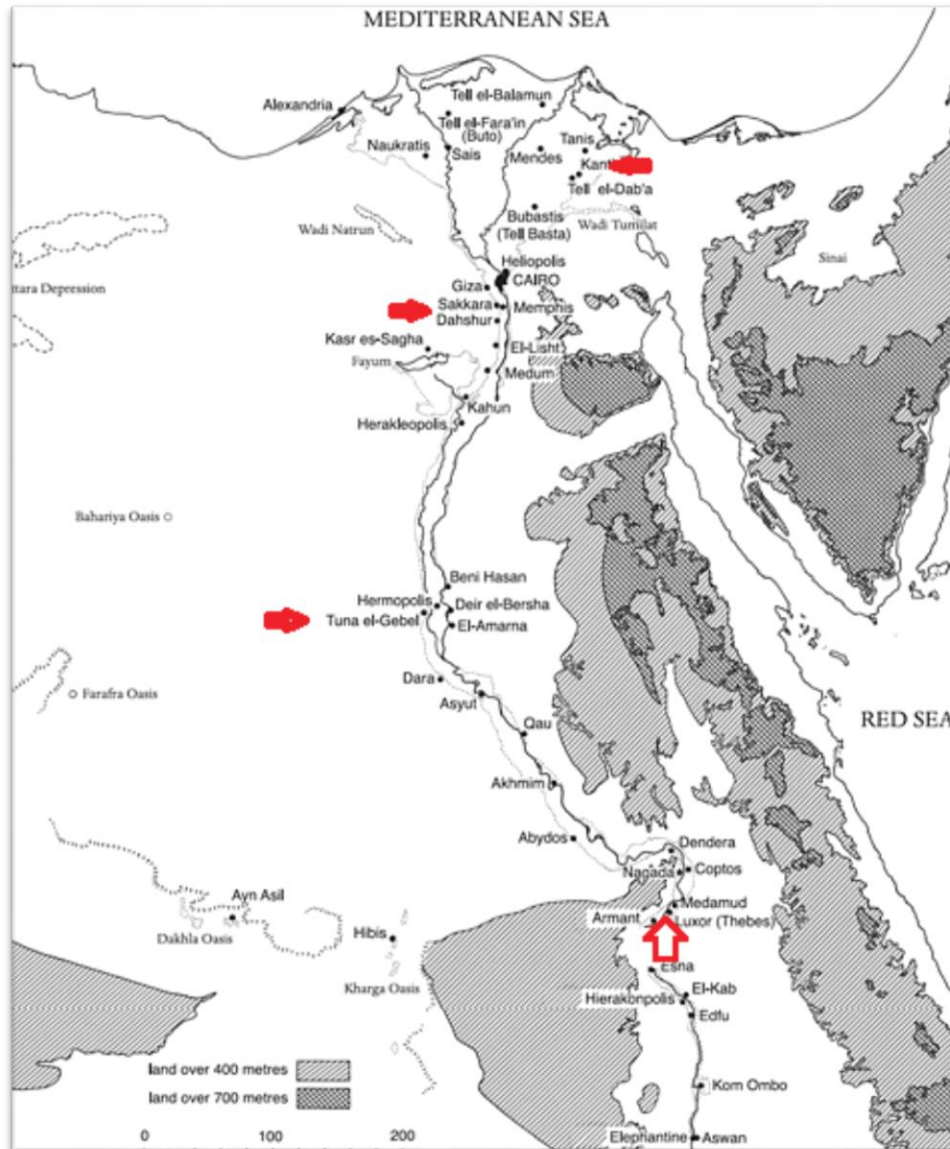 MEDITERRANEAN SEA
Alexandria
Tell el-Balamun
Tell el-Fara'in
(Buto)
Naukratis
Sais
Mendes
Tanis
Tell el-Dab'a
Bubastis
(Tell Basta)
Wadi Tumilat
Wadi Natrun
Sinai
Heliopolis
CAIRO
Giza
ttara Depression
Sakkara
Memphis
Dahshur
Kasr es-Sagha
El-Lisht
Fayum
Medum
Kahun
Herakleopolis
Bahariya Oasis
Beni Hasan
Hermopolis
Deir el-Bersha
Tuna el-Gebel
El-Amarna
Dara
Farafra Oasis
Asyut
RED SEA
Qau
Akhmim
Abydos
Dendera
Nagada
Coptos
Ayn Asil
Medamud
Armant
Luxor (Thebes)
Dakhla Oasis
Hibis
Esna
Kharga Oasis
El-Kab
Hierakonpolis
Edfu
land over 400 metres
land over 700 metres
Kom Ombo
0 100 200
Elephantine
Aswan